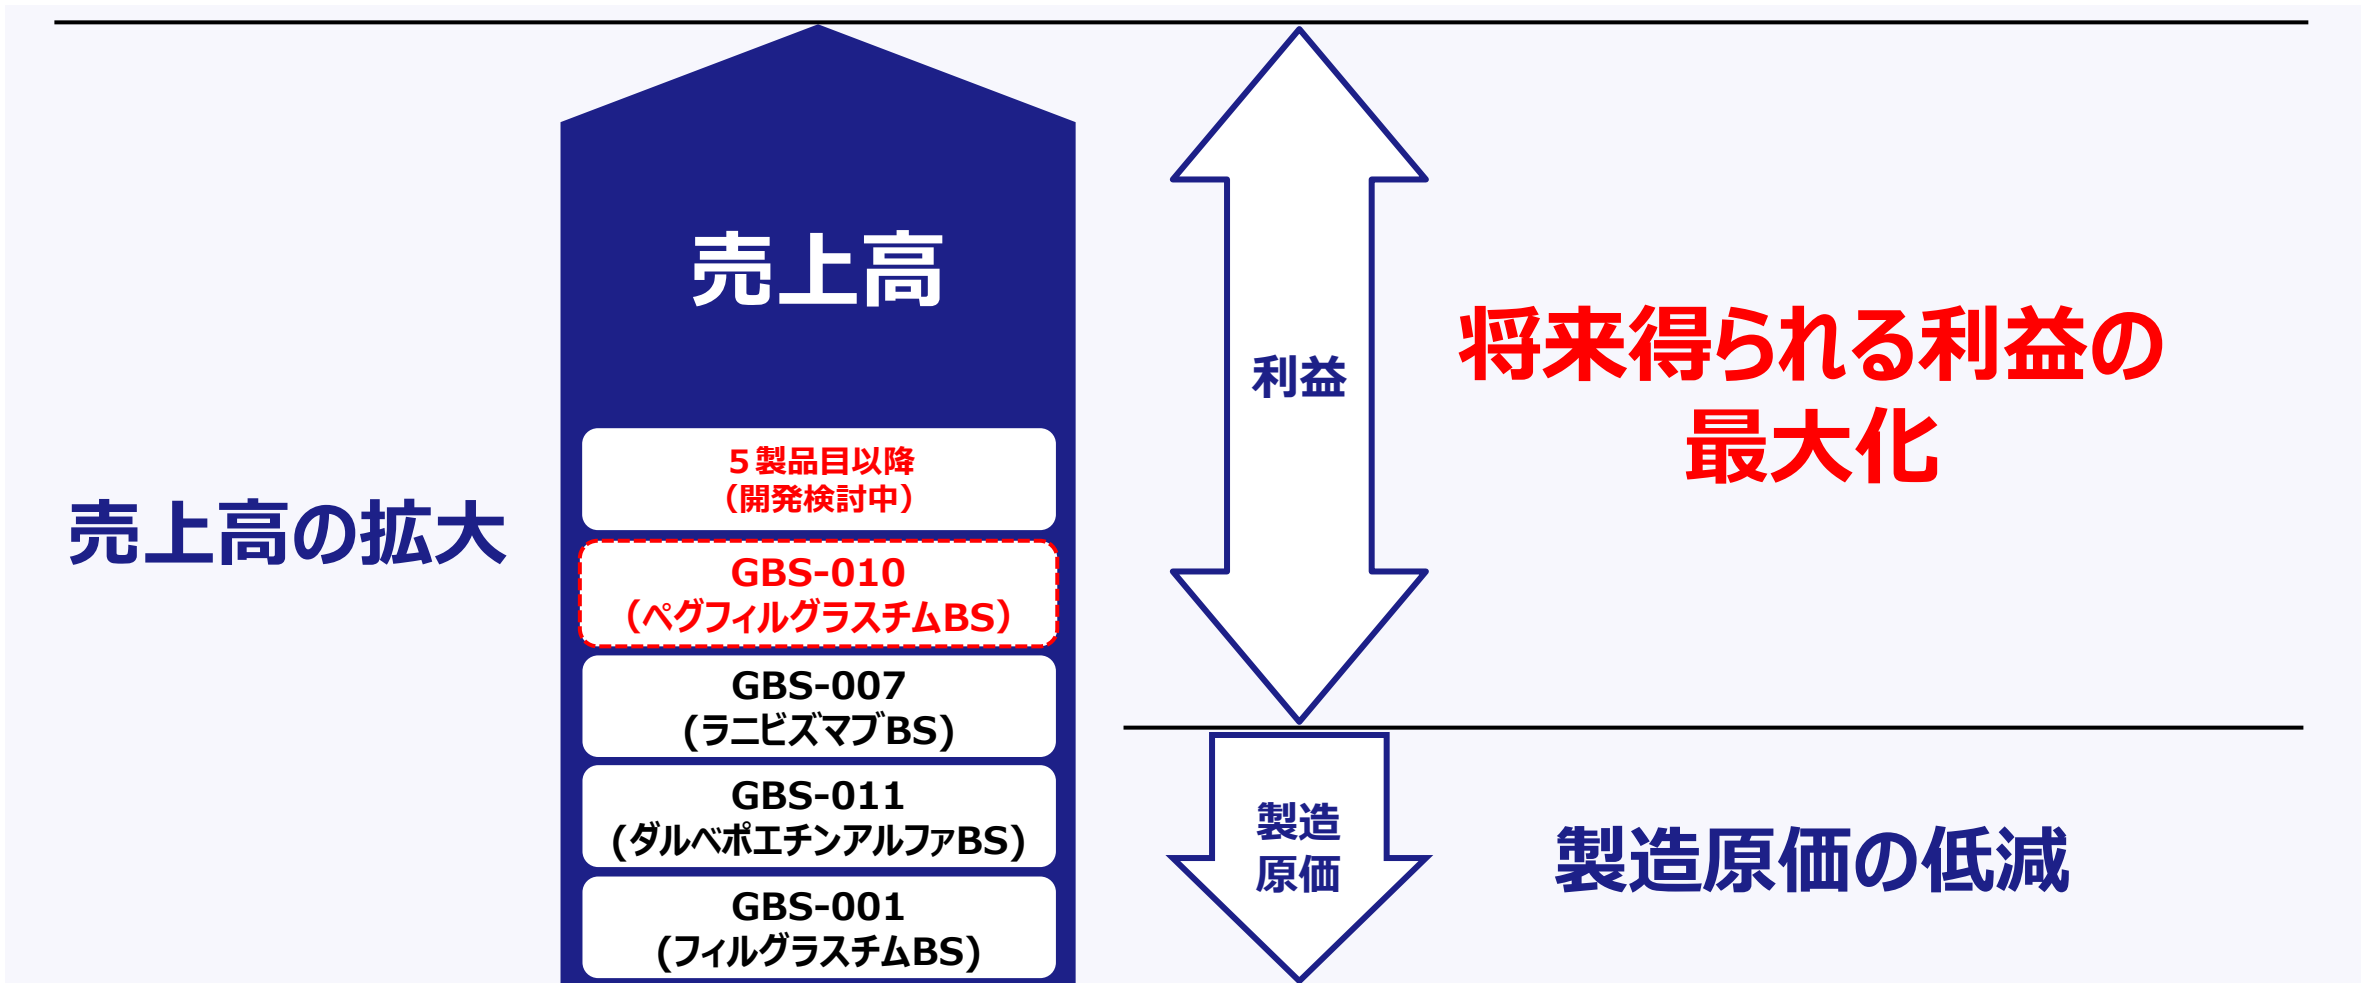 売上高の拡大
売上高
５製品目以降
（開発検討中）
GBS-010
（ペグフィルグラスチムBS）
GBS-007
(ラニビズマブBS)
GBS-011
(ダルベポエチンアルファBS)
GBS-001
(フィルグラスチムBS)
利益
将来得られる利益の
最大化
製造
原価
製造原価の低減